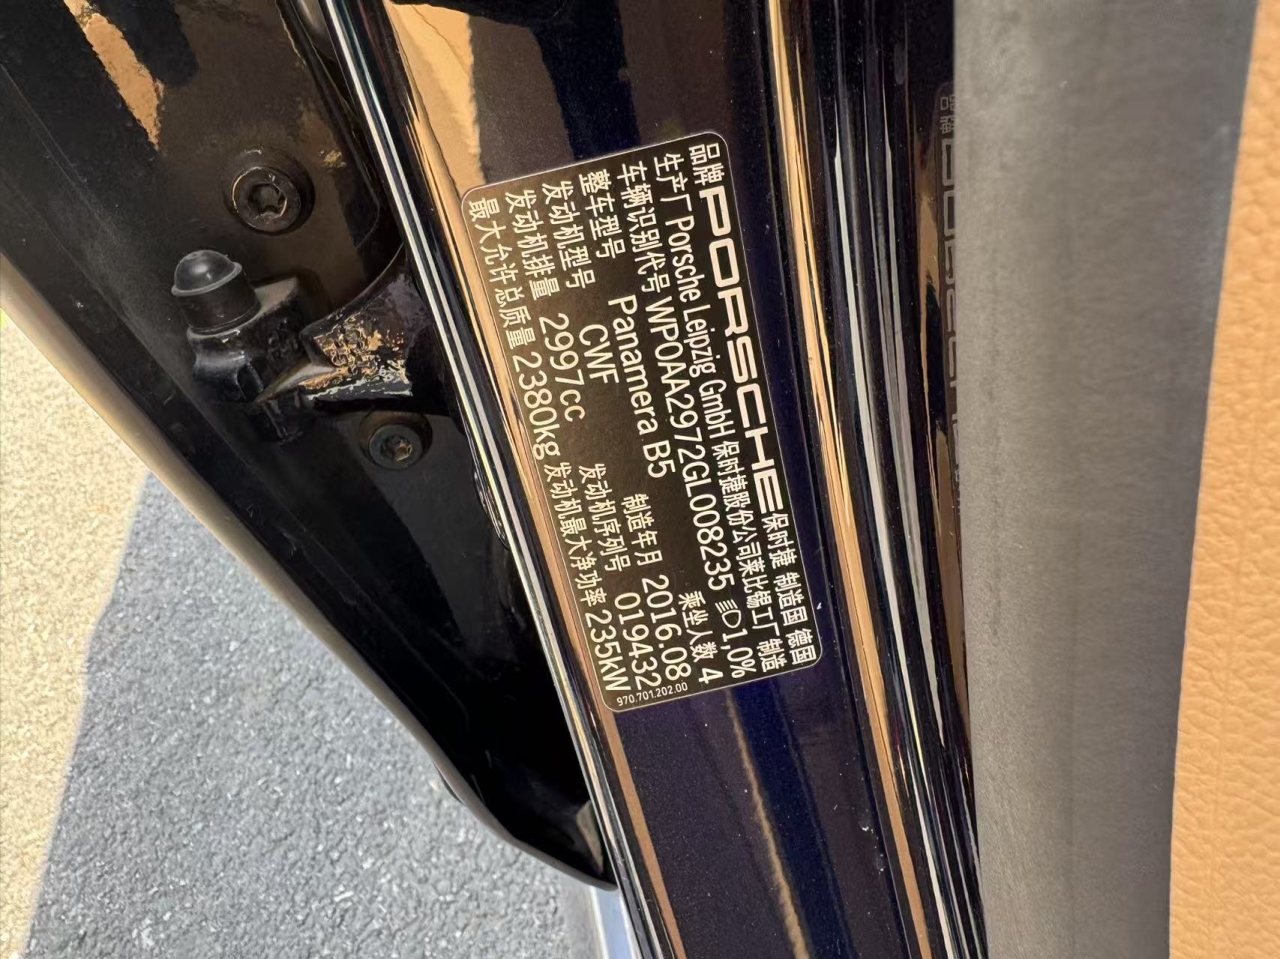 品牌 PORSCHE 保时捷 制造国 德国
生产厂 Porsche Leipzig GmbH 保时捷股份公司莱比锡工厂 制造
车辆识别代号 WP0AA2972GL008235 1,0%
整车型号 Panamera B5 乘坐人数 4
发动机型号 CWF 制造年月 2016.08
发动机排量 2997cc 发动机序列号 019432
最大允许总质量 2380kg 发动机最大净功率 235kW
970.701.202.00